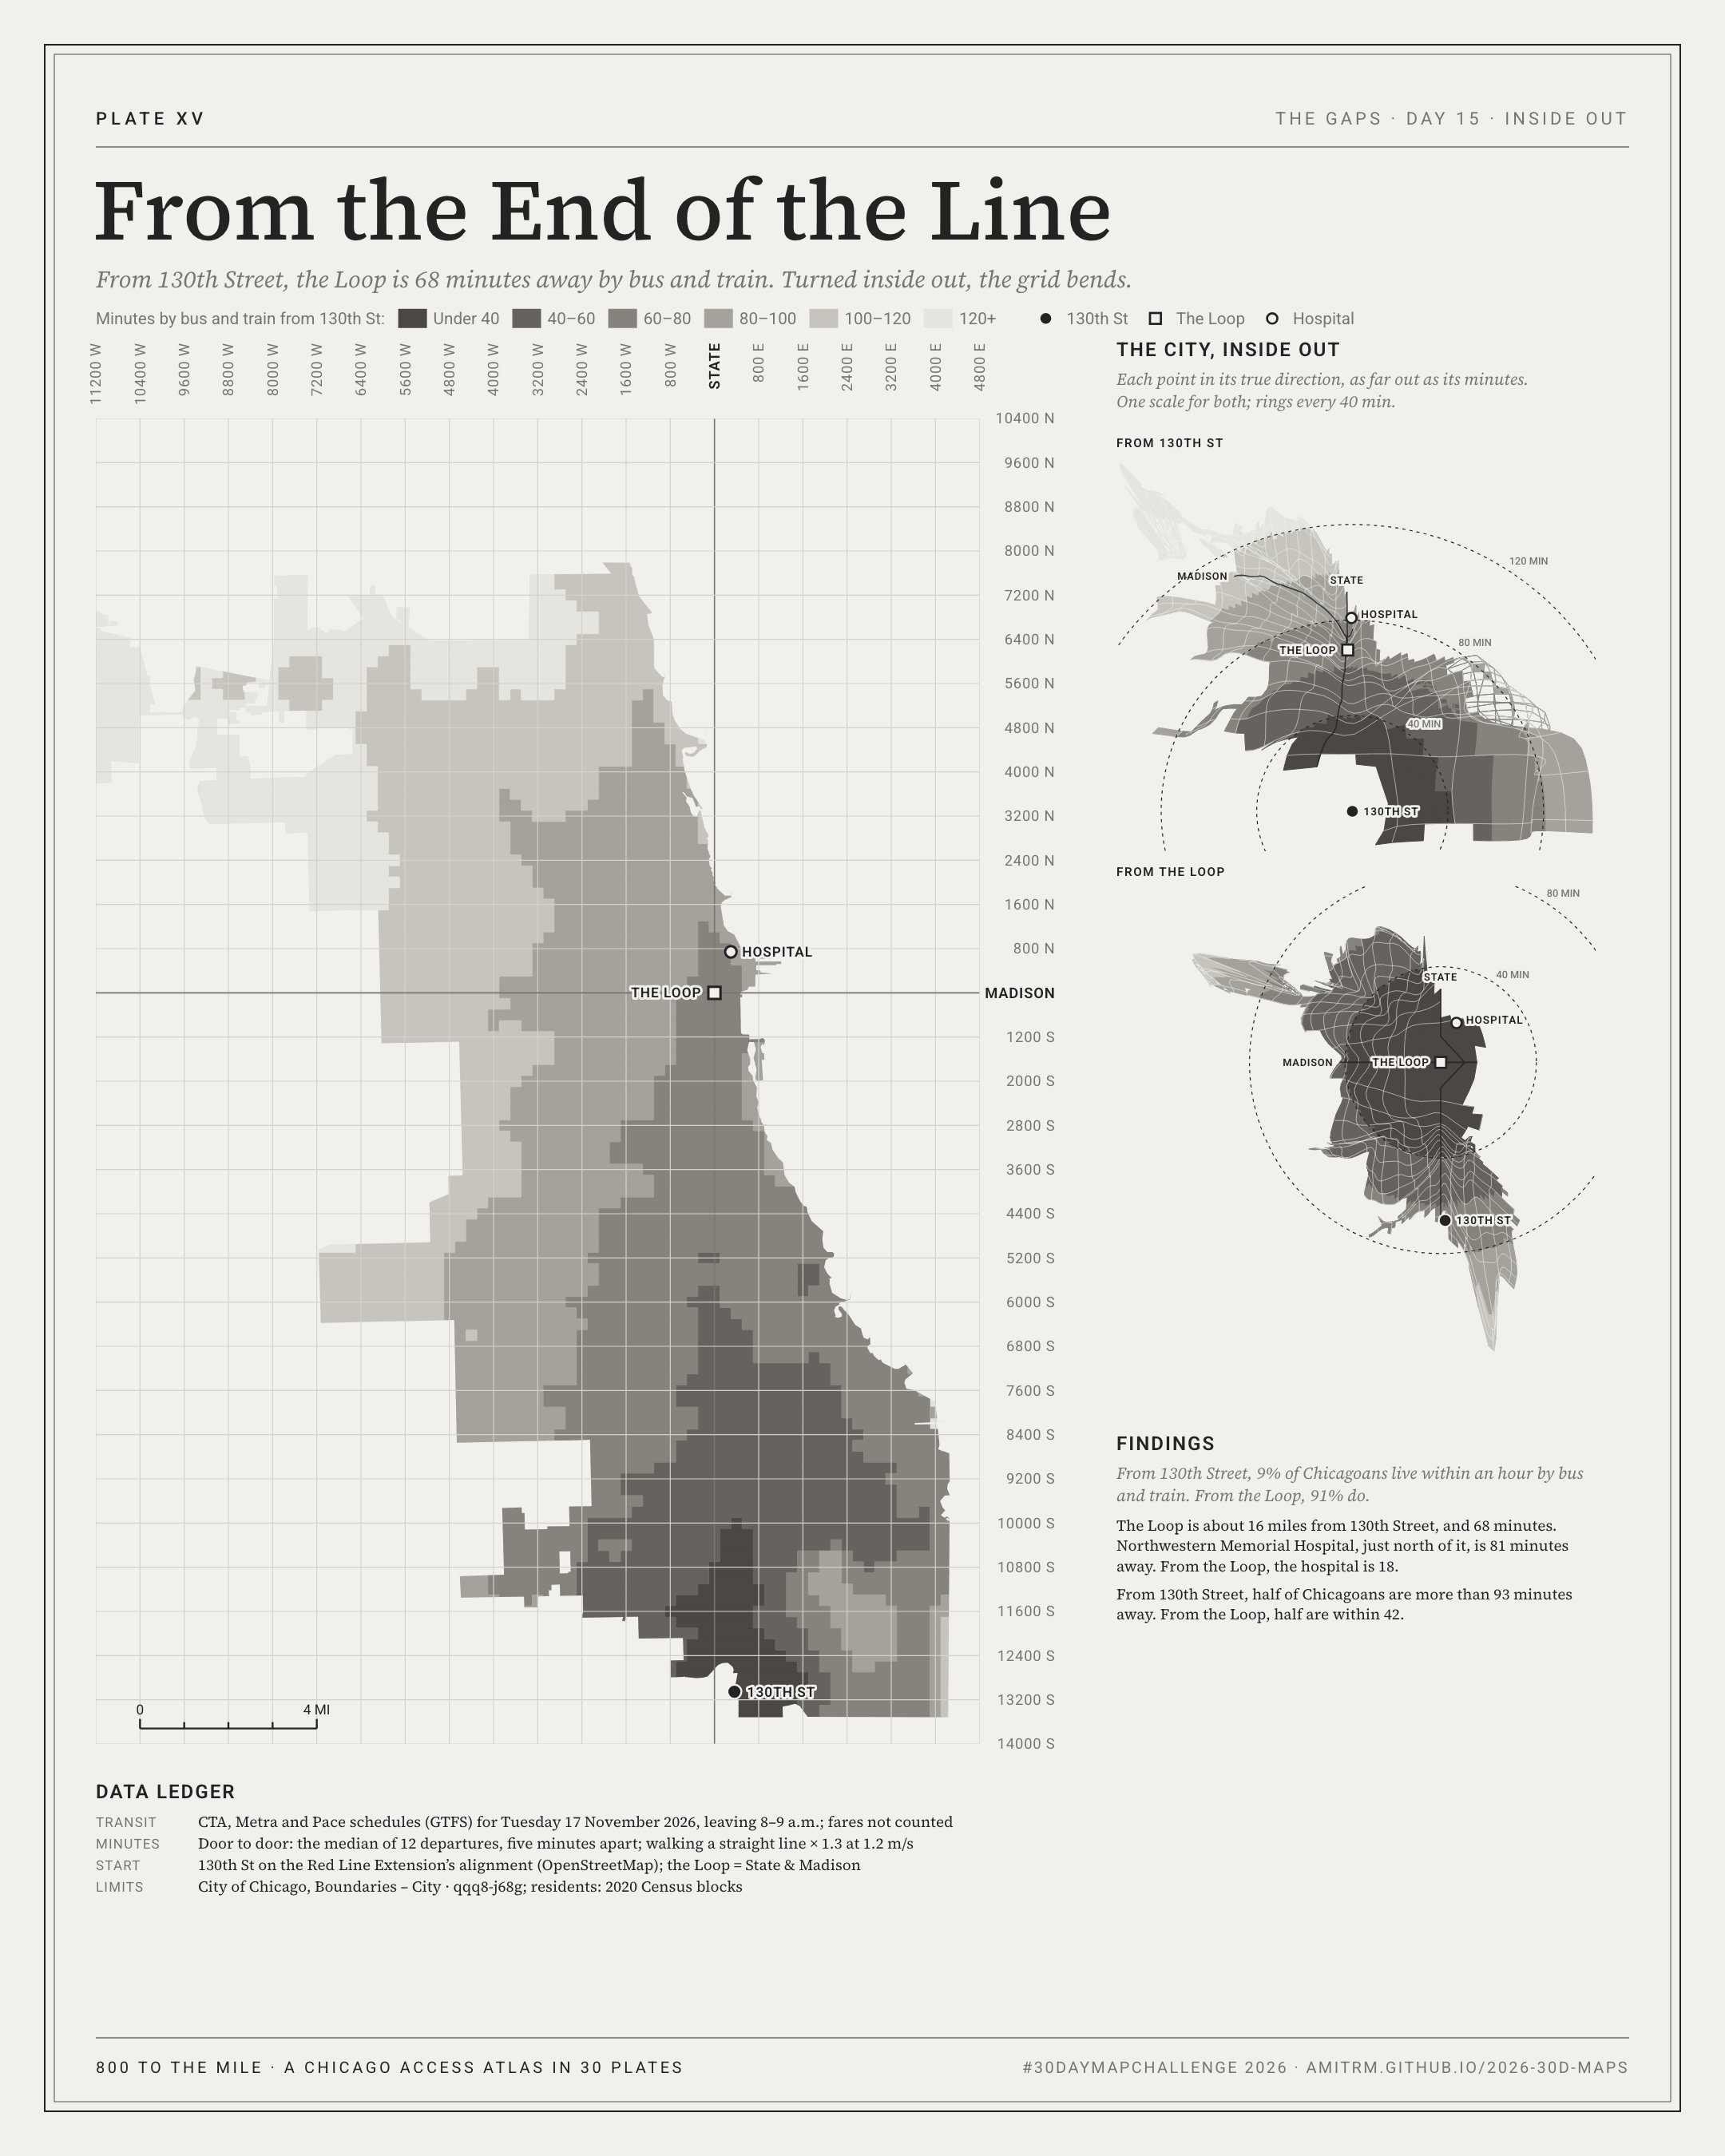 PLATE XV
THE GAPS · DAY 15 · INSIDE OUT
From the End of the Line
From 130th Street, the Loop is 68 minutes away by bus and train. Turned inside out, the grid bends.
Minutes by bus and train from 130th St: Under 40 40–60 60–80 80–100 100–120 120+ 130th St The Loop Hospital
11200 W 10400 W 9600 W 8800 W 8000 W 7200 W 6400 W 5600 W 4800 W 4000 W 3200 W 2400 W 1600 W 800 W STATE 800 E 1600 E 2400 E 3200 E 4000 E 4800 E
10400 N
9600 N
8800 N
8000 N
7200 N
6400 N
5600 N
4800 N
4000 N
3200 N
2400 N
1600 N
800 N
MADISON
1200 S
2000 S
2800 S
3600 S
4400 S
5200 S
6000 S
6800 S
7600 S
8400 S
9200 S
10000 S
10800 S
11600 S
12400 S
13200 S
14000 S
HOSPITAL
THE LOOP
130TH ST
0 4 MI
THE CITY, INSIDE OUT
Each point in its true direction, as far out as its minutes.
One scale for both; rings every 40 min.
FROM 130TH ST
120 MIN
MADISON
STATE
HOSPITAL
80 MIN
THE LOOP
40 MIN
130TH ST
FROM THE LOOP
80 MIN
STATE
40 MIN
HOSPITAL
MADISON
THE LOOP
130TH ST
FINDINGS
From 130th Street, 9% of Chicagoans live within an hour by bus
and train. From the Loop, 91% do.
The Loop is about 16 miles from 130th Street, and 68 minutes.
Northwestern Memorial Hospital, just north of it, is 81 minutes
away. From the Loop, the hospital is 18.
From 130th Street, half of Chicagoans are more than 93 minutes
away. From the Loop, half are within 42.
DATA LEDGER
TRANSIT CTA, Metra and Pace schedules (GTFS) for Tuesday 17 November 2026, leaving 8–9 a.m.; fares not counted
MINUTES Door to door: the median of 12 departures, five minutes apart; walking a straight line × 1.3 at 1.2 m/s
START 130th St on the Red Line Extension’s alignment (OpenStreetMap); the Loop = State & Madison
LIMITS City of Chicago, Boundaries – City · qqq8-j68g; residents: 2020 Census blocks
800 TO THE MILE · A CHICAGO ACCESS ATLAS IN 30 PLATES
#30DAYMAPCHALLENGE 2026 · AMITRM.GITHUB.IO/2026-30D-MAPS